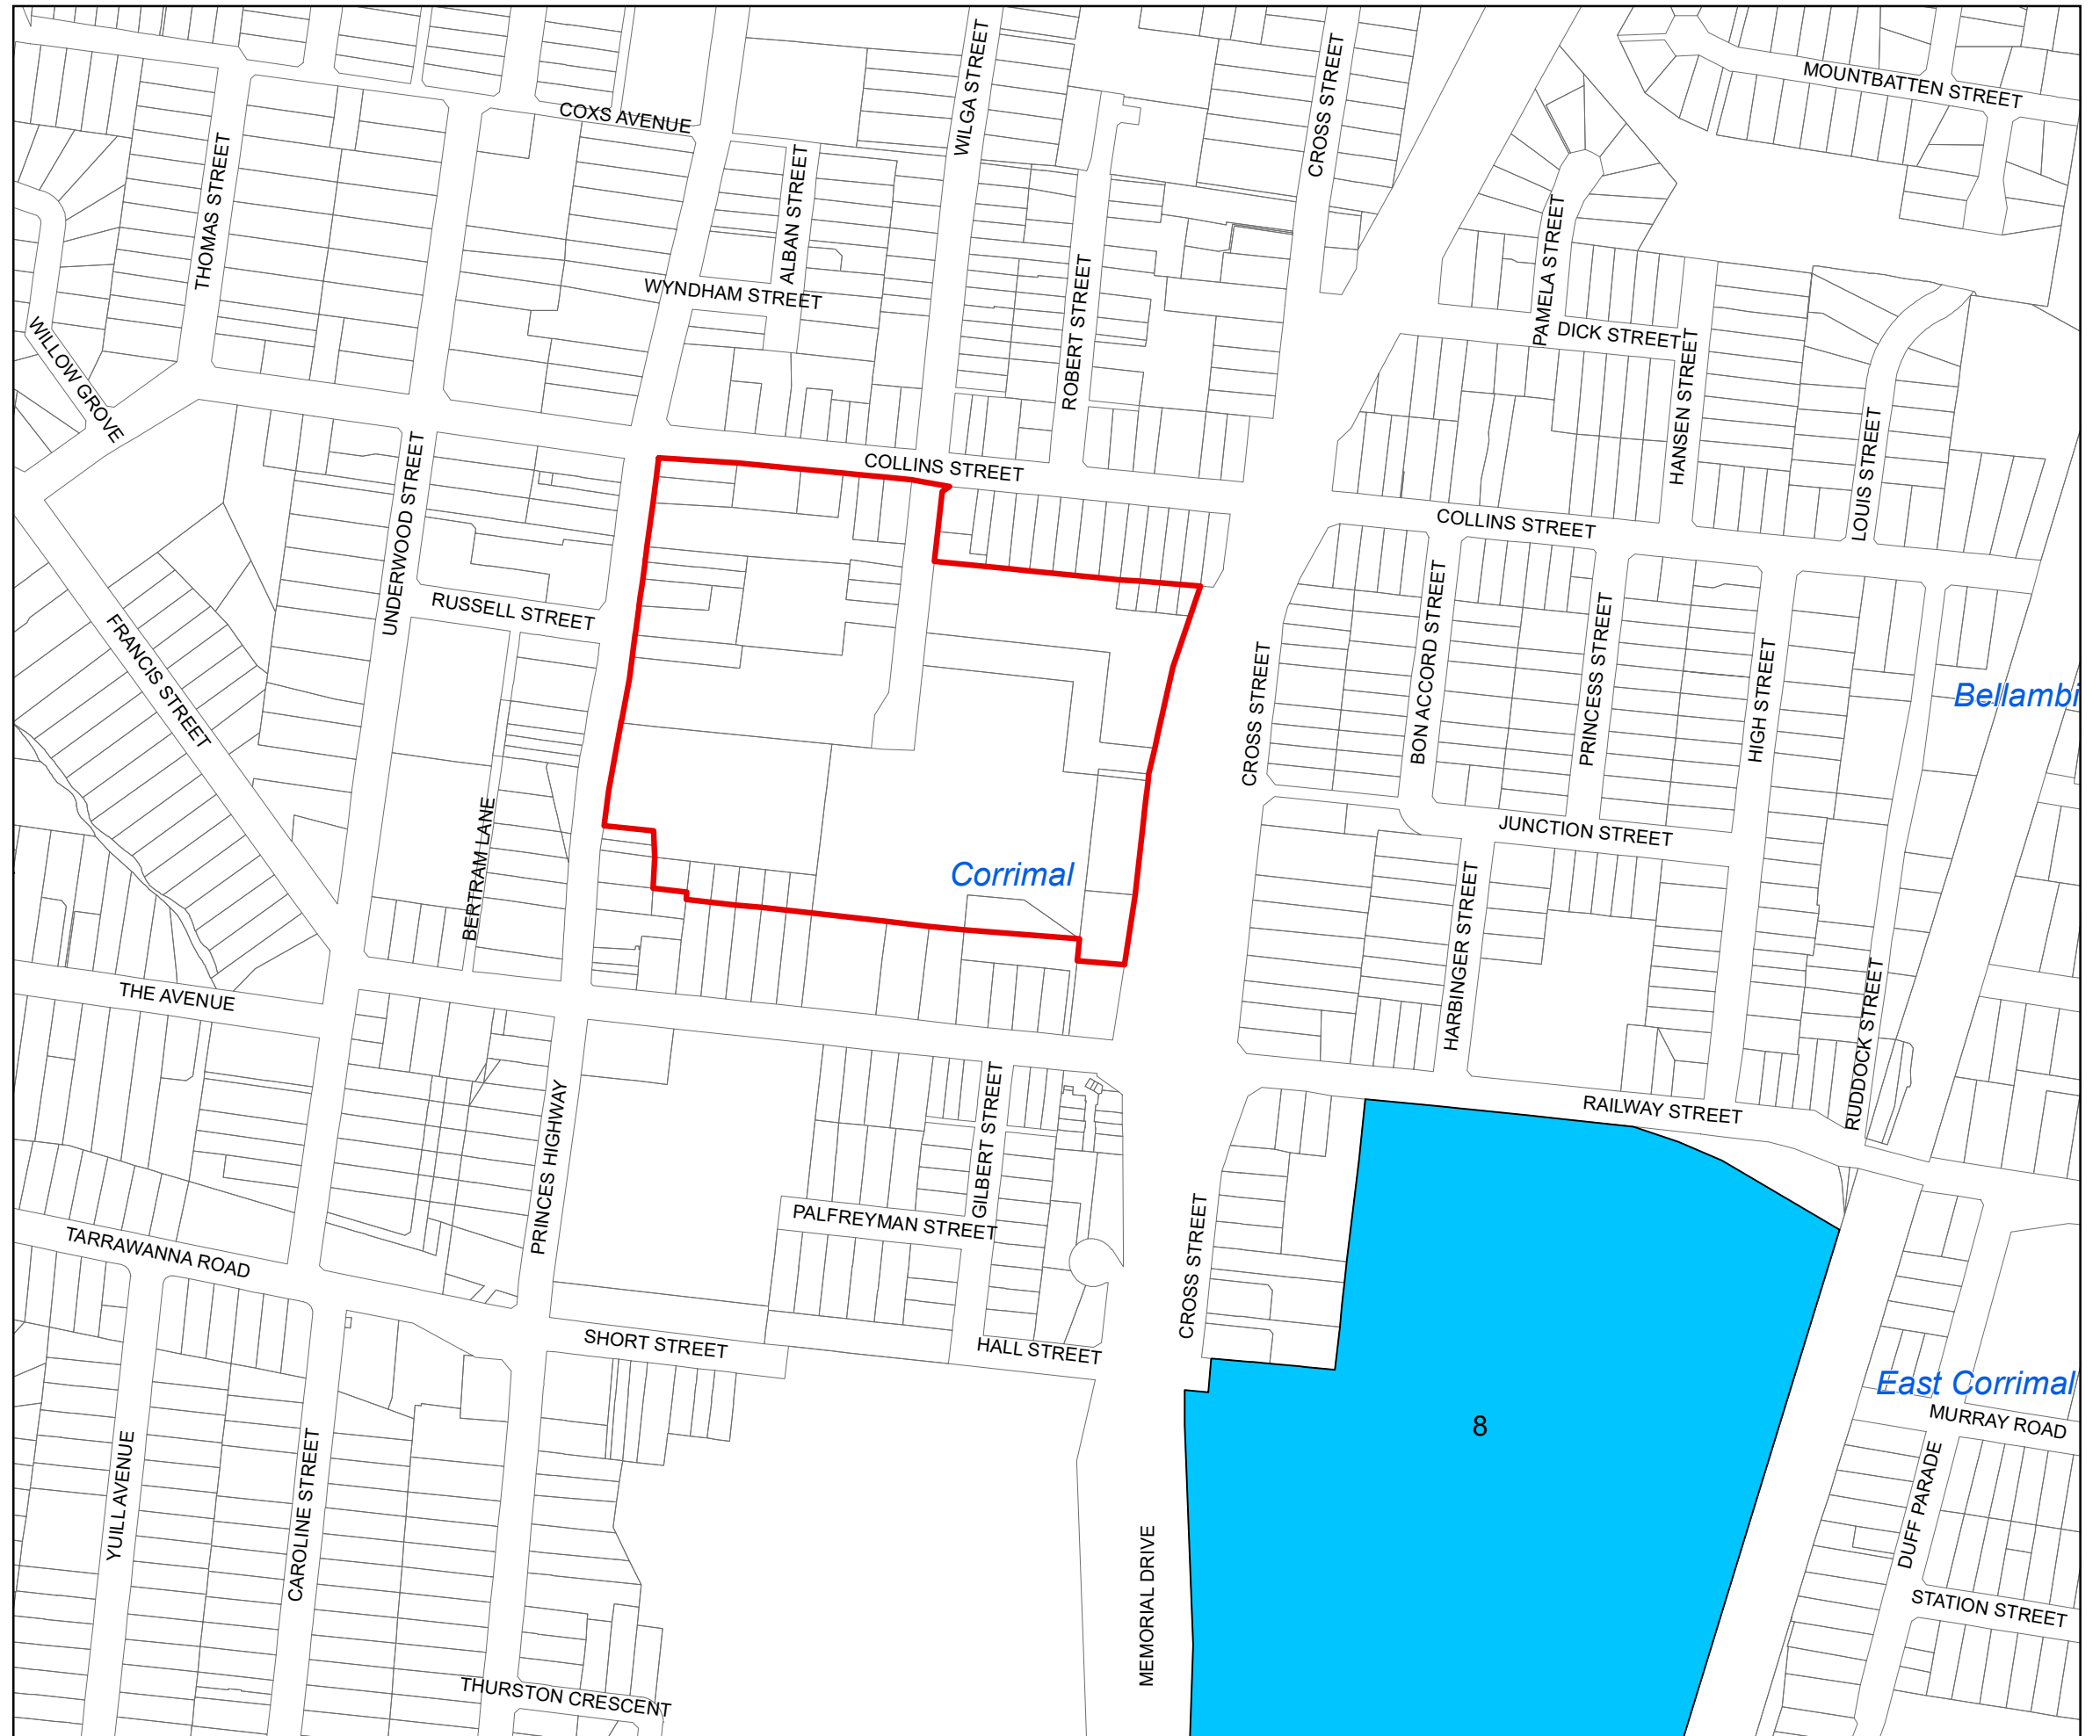 MOUNTBATTEN STREET
WILGA STREET
CROSS STREET
COXS AVENUE
THOMAS STREET
ALBAN STREET
PAMELA STREET
WYNDHAM STREET
ROBERT STREET
DICK STREET
WILLOW GROVE
HANSEN STREET
LOUIS STREET
UNDERWOOD STREET
COLLINS STREET
COLLINS STREET
RUSSELL STREET
FRANCIS STREET
CROSS STREET
BON ACCORD STREET
PRINCESS STREET
HIGH STREET
Bellambi
JUNCTION STREET
BERTRAM LANE
Corrimal
HARBINGER STREET
RUDDOCK STREET
THE AVENUE
PRINCES HIGHWAY
GILBERT STREET
RAILWAY STREET
PALFREYMAN STREET
CROSS STREET
TARRAWANNA ROAD
SHORT STREET
HALL STREET
East Corrimal
MURRAY ROAD
8
YUILL AVENUE
CAROLINE STREET
DUFF PARADE
MEMORIAL DRIVE
STATION STREET
THURSTON CRESCENT